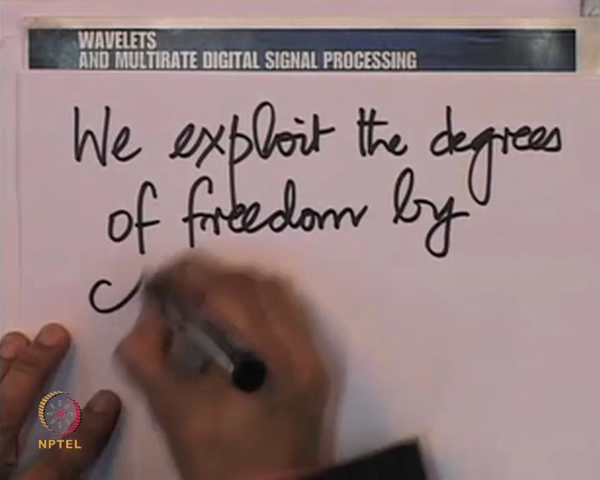 WAVELETS
AND MULTIRATE DIGITAL SIGNAL PROCESSING
We exploit the degrees
of freedom by
NPTEL